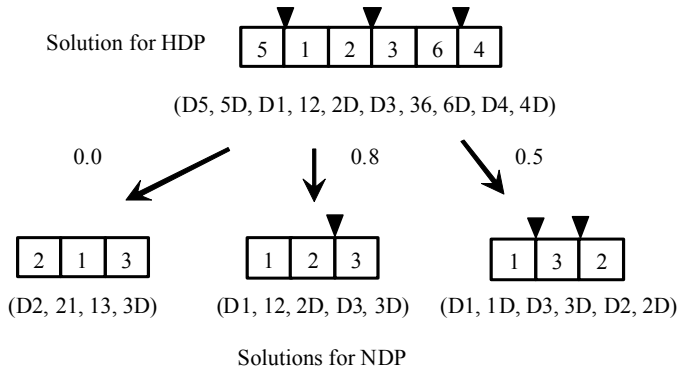 Solution for HDP
5 1 2 3 6 4
(D5, 5D, D1, 12, 2D, D3, 36, 6D, D4, 4D)
0.0 0.8 0.5
2 1 3 1 2 3 1 3 2
(D2, 21, 13, 3D) (D1, 12, 2D, D3, 3D) (D1, 1D, D3, 3D, D2, 2D)
Solutions for NDP